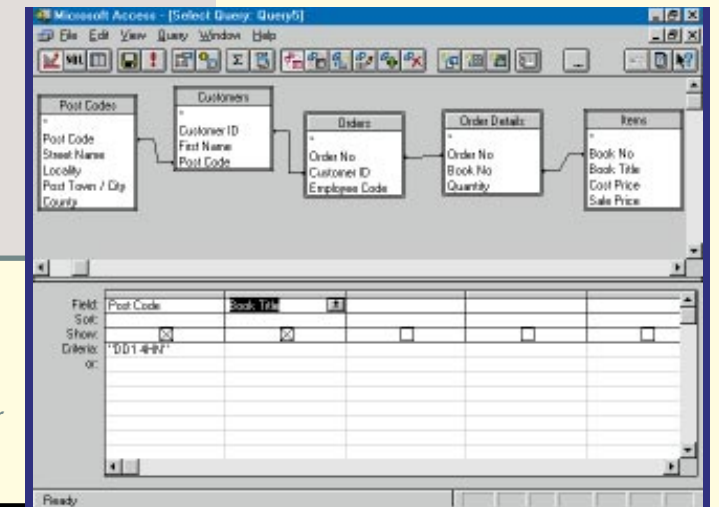 Microsoft Access - [Select Query: Query5]
File Edit View Query Window Help
SQL
Post Codes
*
Post Code
Street Name
Locality
Post Town / City
County
Customers
*
Customer ID
First Name
Post Code
Orders
*
Order No
Customer ID
Employee Code
Order Details
*
Order No
Book No
Quantity
Items
*
Book No
Book Title
Cost Price
Sale Price
Field: Post Code Book Title
Sort:
Show:
Criteria: "DD1 4HN"
or:
Ready